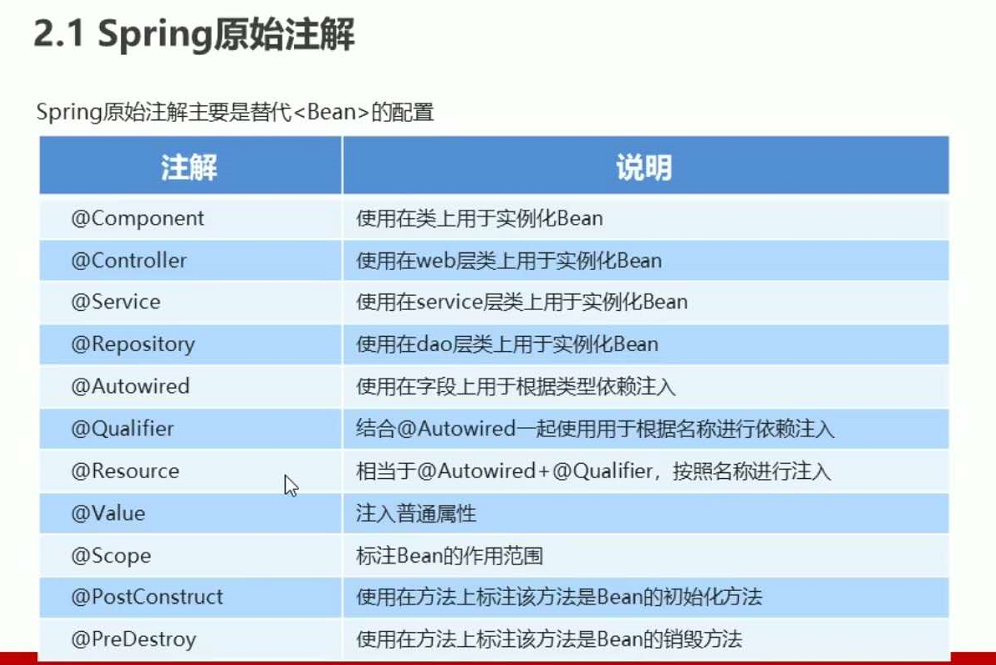 2.1 Spring原始注解
Spring原始注解主要是替代<Bean>的配置
注解 说明
@Component 使用在类上用于实例化Bean
@Controller 使用在web层类上用于实例化Bean
@Service 使用在service层类上用于实例化Bean
@Repository 使用在dao层类上用于实例化Bean
@Autowired 使用在字段上用于根据类型依赖注入
@Qualifier 结合@Autowired一起使用用于根据名称进行依赖注入
@Resource 相当于@Autowired+@Qualifier，按照名称进行注入
@Value 注入普通属性
@Scope 标注Bean的作用范围
@PostConstruct 使用在方法上标注该方法是Bean的初始化方法
@PreDestroy 使用在方法上标注该方法是Bean的销毁方法